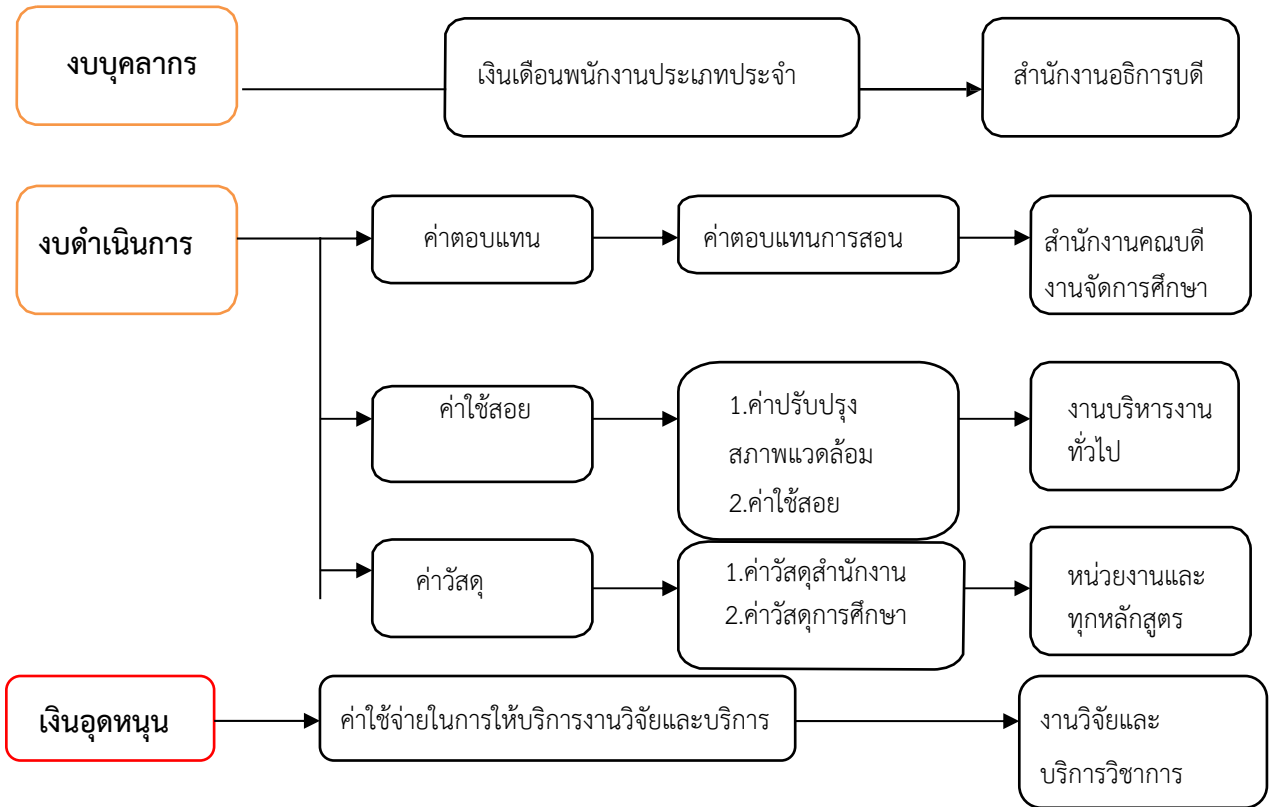 งบบุคลากร
เงินเดือนพนักงานประเภทประจำ
สำนักงานอธิการบดี
งบดำเนินการ
ค่าตอบแทน
ค่าตอบแทนการสอน
สำนักงานคณบดี
งานจัดการศึกษา
ค่าใช้สอย
1.ค่าปรับปรุง
สภาพแวดล้อม
2.ค่าใช้สอย
งานบริหารงาน
ทั่วไป
ค่าวัสดุ
1.ค่าวัสดุสำนักงาน
2.ค่าวัสดุการศึกษา
หน่วยงานและ
ทุกหลักสูตร
เงินอุดหนุน
ค่าใช้จ่ายในการให้บริการงานวิจัยและบริการ
งานวิจัยและ
บริการวิชาการ